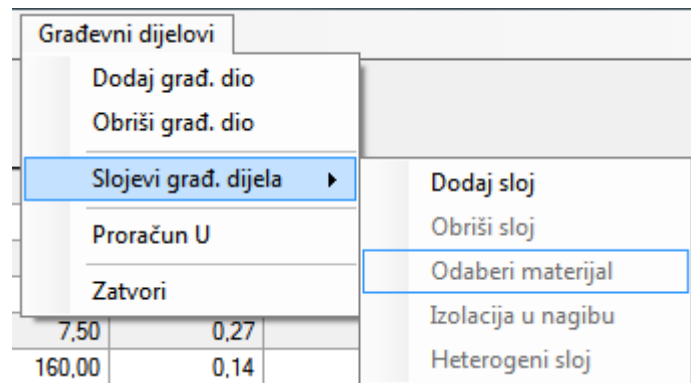 Građevni dijelovi
Dodaj građ. dio
Obriši građ. dio
Slojevi građ. dijela
Proračun U
Zatvori
Dodaj sloj
Obriši sloj
Odaberi materijal
Izolacija u nagibu
Heterogeni sloj
7,50 0,27
160,00 0,14